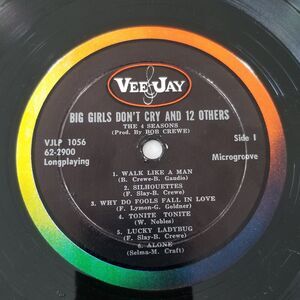 VEE JAY
BIG GIRLS DON'T CRY AND 12 OTHERS
THE 4 SEASONS
(Prod. By BOB CREWE)
VJLP 1056
62-2900
Longplaying
Side 1
Microgroove
1. WALK LIKE A MAN
(B. Crewe-B. Gaudio)
2. SILHOUETTES
(F. Slay-B. Crewe)
3. WHY DO FOOLS FALL IN LOVE
(F. Lymon-G. Goldner)
4. TONITE TONITE
(W. Nobles)
5. LUCKY LADYBUG
(F. Slay-B. Crewe)
6. ALONE
(Selma-M. Craft)